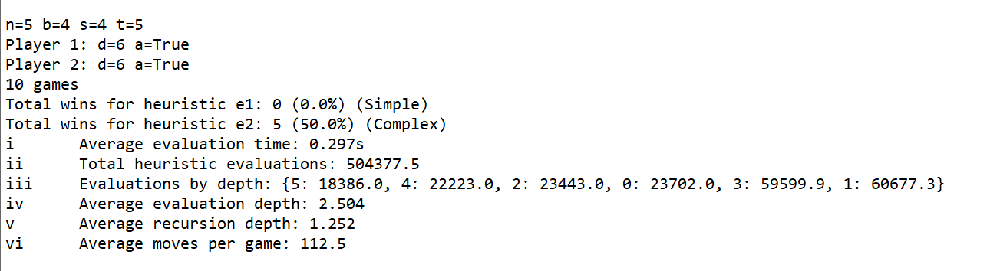 n=5 b=4 s=4 t=5
Player 1: d=6 a=True
Player 2: d=6 a=True
10 games
Total wins for heuristic e1: 0 (0.0%) (Simple)
Total wins for heuristic e2: 5 (50.0%) (Complex)
i Average evaluation time: 0.297s
ii Total heuristic evaluations: 504377.5
iii Evaluations by depth: {5: 18386.0, 4: 22223.0, 2: 23443.0, 0: 23702.0, 3: 59599.9, 1: 60677.3}
iv Average evaluation depth: 2.504
v Average recursion depth: 1.252
vi Average moves per game: 112.5